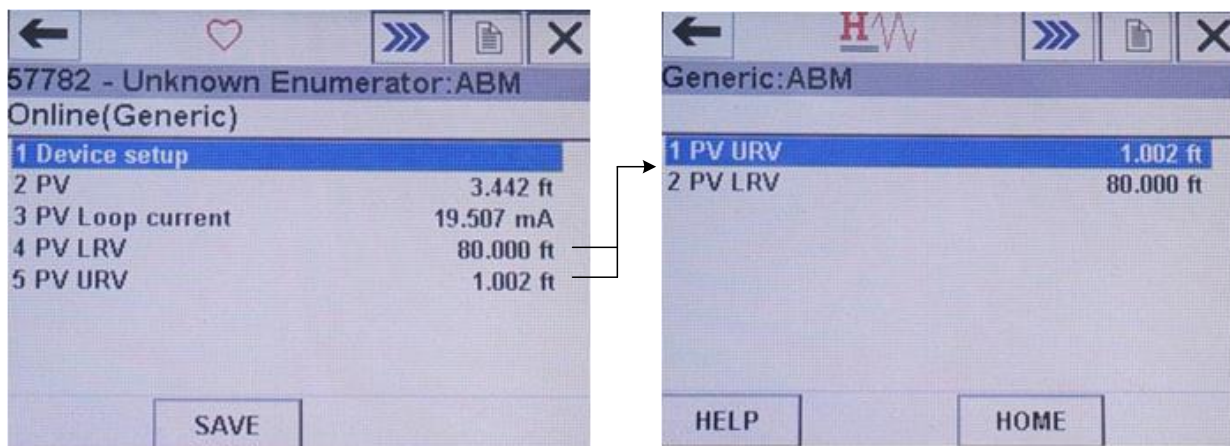 57782 - Unknown Enumerator:ABM
Online(Generic)
1 Device setup
2 PV 3.442 ft
3 PV Loop current 19.507 mA
4 PV LRV 80.000 ft
5 PV URV 1.002 ft
SAVE
H
Generic:ABM
1 PV URV 1.002 ft
2 PV LRV 80.000 ft
HELP HOME